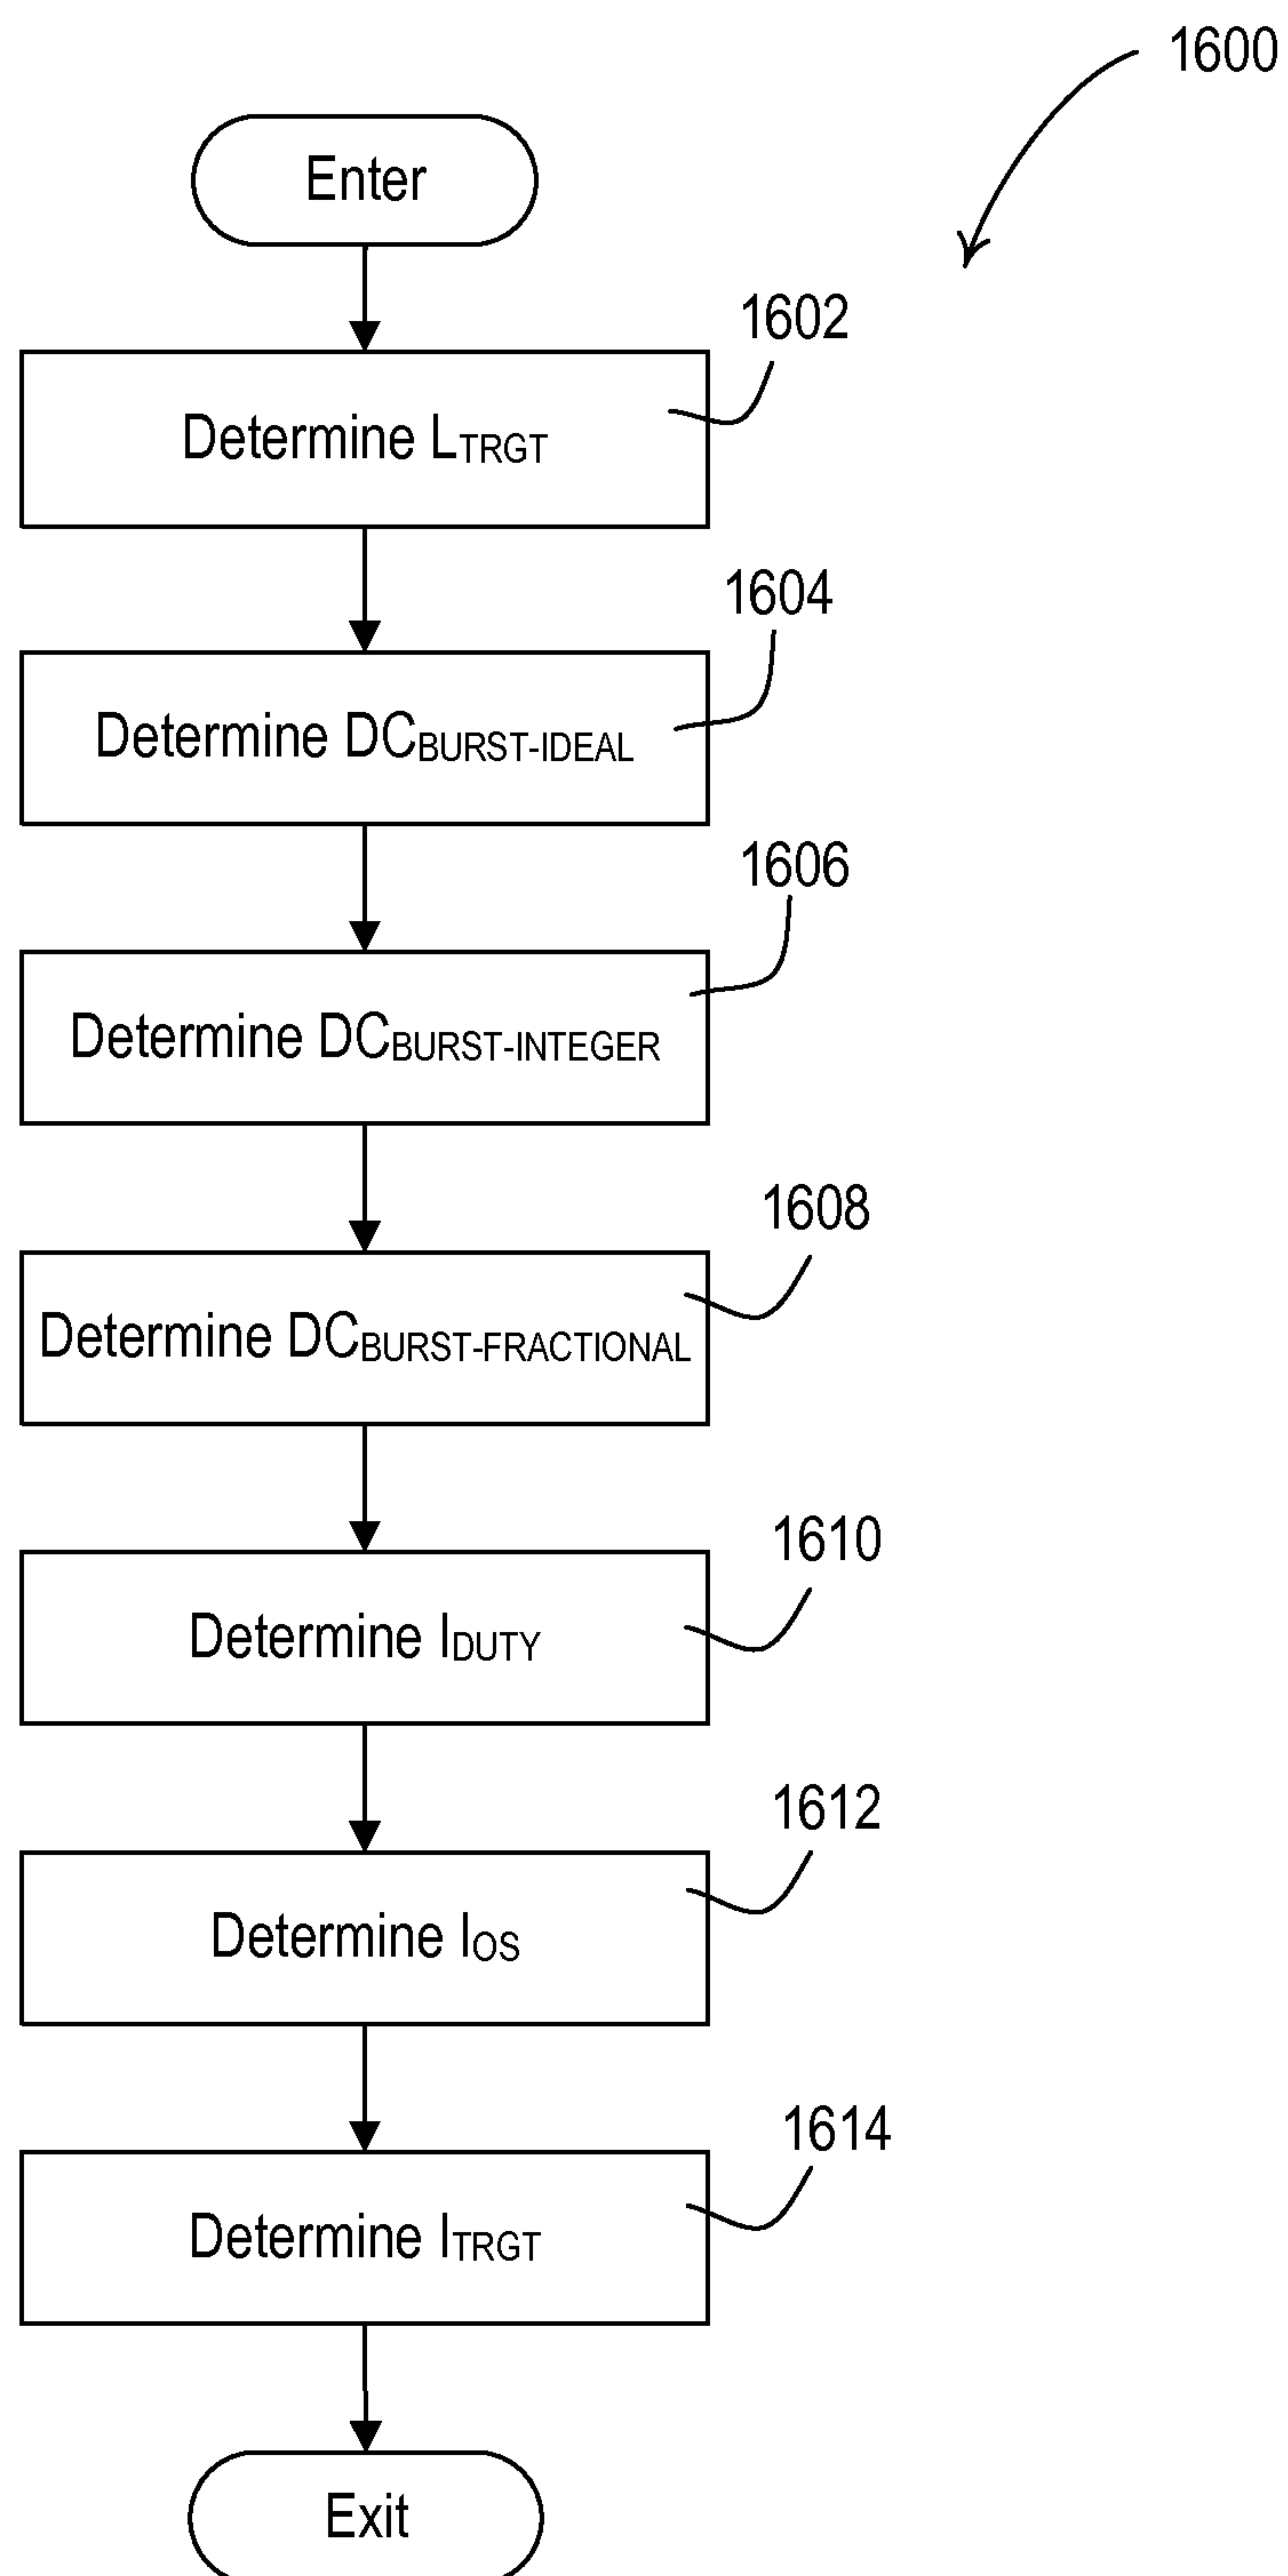 1600
Enter
1602
Determine LTRGT
1604
Determine DCBURST-IDEAL
1606
Determine DCBURST-INTEGER
1608
Determine DCBURST-FRACTIONAL
1610
Determine IDUTY
1612
Determine IOS
1614
Determine ITRGT
Exit